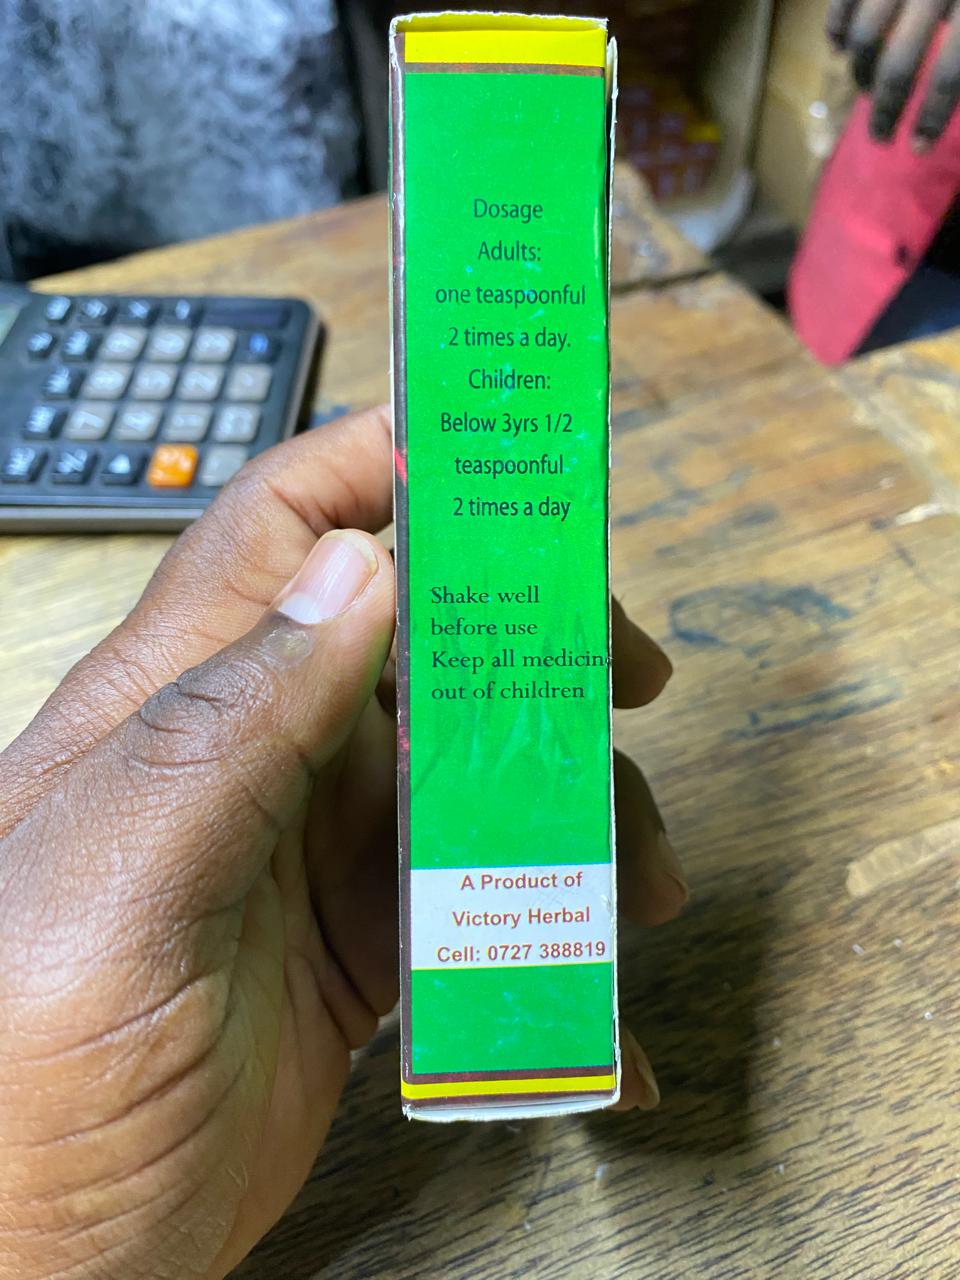 Dosage
Adults:
one teaspoonful
2 times a day.
Children:
Below 3yrs 1/2
teaspoonful
2 times a day
Shake well
before use
Keep all medicin
out of children
A Product of
Victory Herbal
Cell: 0727 388819